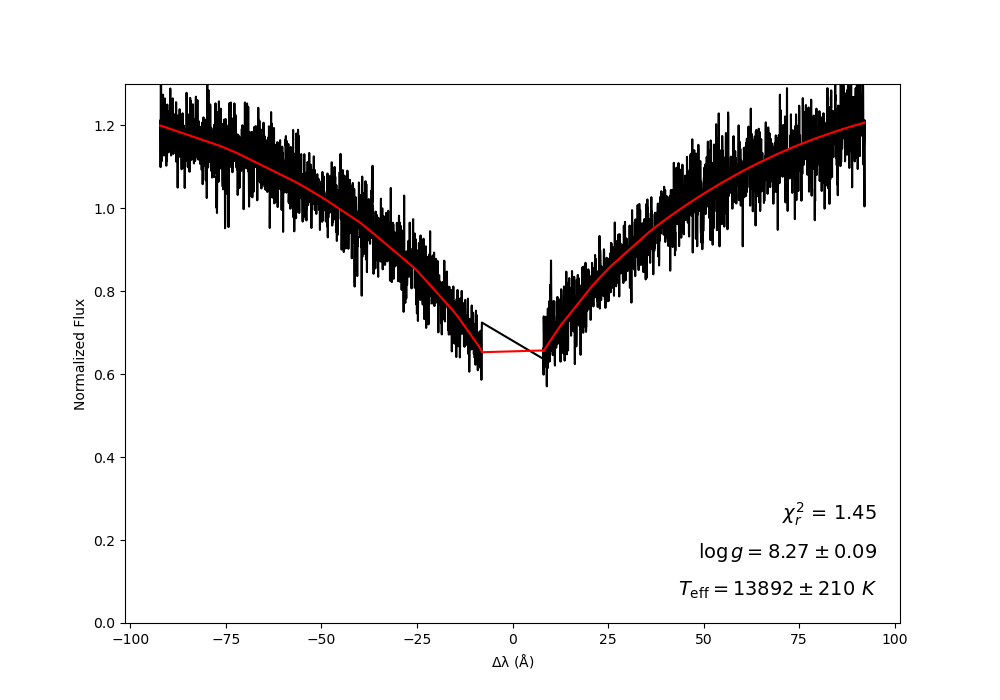 1.2
1.0
0.8
0.6
0.4
0.2
0.0
Normalized Flux
χ²ᵣ = 1.45
log g = 8.27 ± 0.09
T_eff = 13892 ± 210 K
−100 −75 −50 −25 0 25 50 75 100
Δλ (Å)